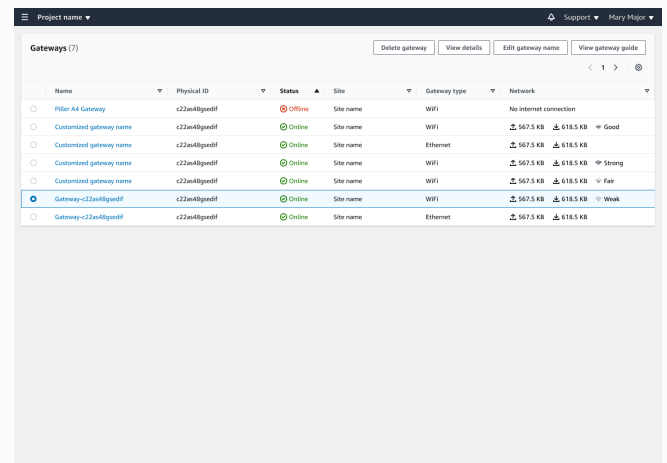 Project name Support Mary Major
Gateways (7) Delete gateway View details Edit gateway name View gateway guide
1
Name Physical ID Status Site Gateway type Network
Piller A4 Gateway c22as48gsedif Offline Site name WiFi No internet connection
Customized gateway name c22as48gsedif Online Site name WiFi 567.5 KB 618.5 KB Good
Customized gateway name c22as48gsedif Online Site name Ethernet 567.5 KB 618.5 KB
Customized gateway name c22as48gsedif Online Site name WiFi 567.5 KB 618.5 KB Strong
Customized gateway name c22as48gsedif Online Site name WiFi 567.5 KB 618.5 KB Fair
Gateway-c22as48gsedif c22as48gsedif Online Site name WiFi 567.5 KB 618.5 KB Weak
Gateway-c22as48gsedif c22as48gsedif Online Site name Ethernet 567.5 KB 618.5 KB